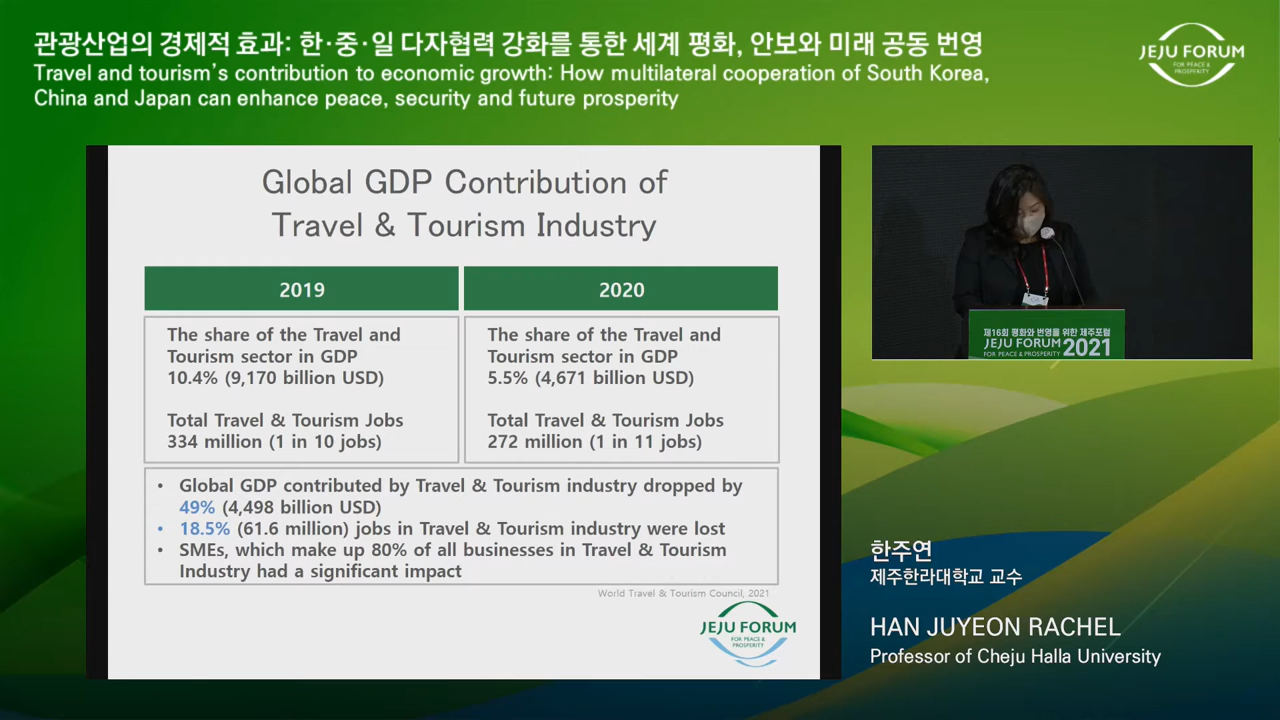 관광산업의 경제적 효과: 한·중·일 다자협력 강화를 통한 세계 평화, 안보와 미래 공동 번영
Travel and tourism's contribution to economic growth: How multilateral cooperation of South Korea,
China and Japan can enhance peace, security and future prosperity
JEJU FORUM
FOR PEACE &
PROSPERITY
Global GDP Contribution of
Travel & Tourism Industry
2019
2020
The share of the Travel and
Tourism sector in GDP
10.4% (9,170 billion USD)
Total Travel & Tourism Jobs
334 million (1 in 10 jobs)
The share of the Travel and
Tourism sector in GDP
5.5% (4,671 billion USD)
Total Travel & Tourism Jobs
272 million (1 in 11 jobs)
• Global GDP contributed by Travel & Tourism industry dropped by
49% (4,498 billion USD)
• 18.5% (61.6 million) jobs in Travel & Tourism industry were lost
• SMEs, which make up 80% of all businesses in Travel & Tourism
Industry had a significant impact
World Travel & Tourism Council, 2021
JEJU FORUM
FOR PEACE &
PROSPERITY
제16회 평화와 번영을 위한 제주포럼
JEJU FORUM 2021
FOR PEACE & PROSPERITY
한주연
제주한라대학교 교수
HAN JUYEON RACHEL
Professor of Cheju Halla University